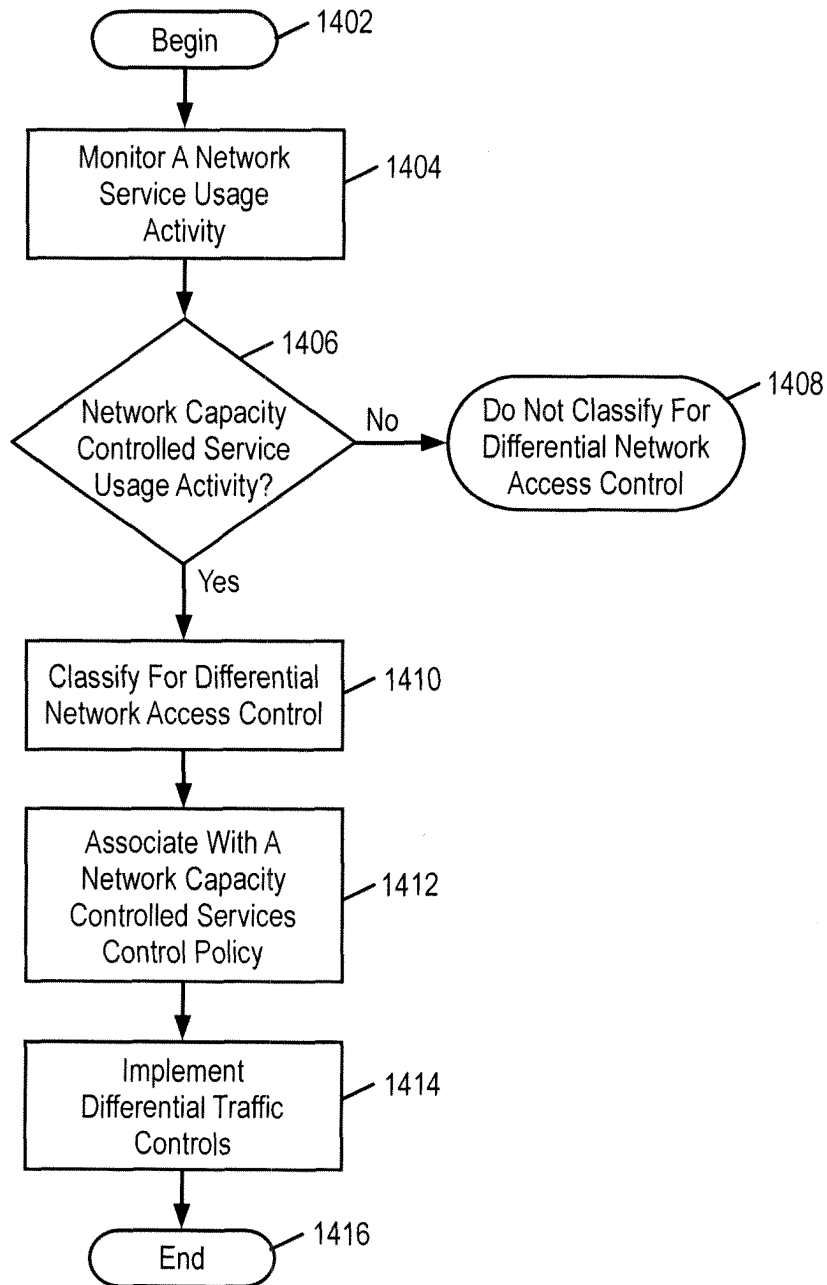 Begin
1402
Monitor A Network
Service Usage
Activity
1404
1406
Network Capacity
Controlled Service
Usage Activity?
No
Do Not Classify For
Differential Network
Access Control
1408
Yes
Classify For Differential
Network Access Control
1410
Associate With A
Network Capacity
Controlled Services
Control Policy
1412
Implement
Differential Traffic
Controls
1414
End
1416